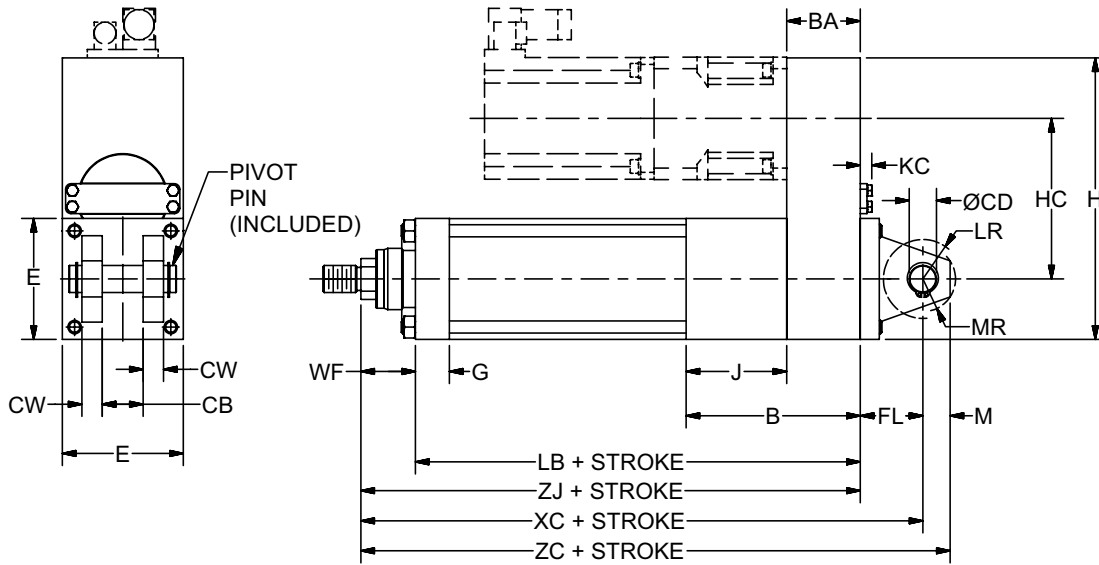 BA
PIVOT
PIN
(INCLUDED)
KC
ØCD
LR
HC
H
E
MR
CW
WF
G
J
CW
CB
B
FL
M
E
LB + STROKE
ZJ + STROKE
XC + STROKE
ZC + STROKE